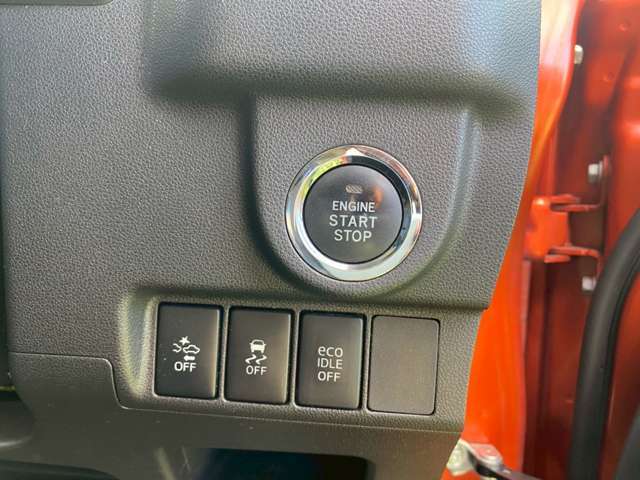 ENGINE
START
STOP
OFF
OFF
eco
IDLE
OFF